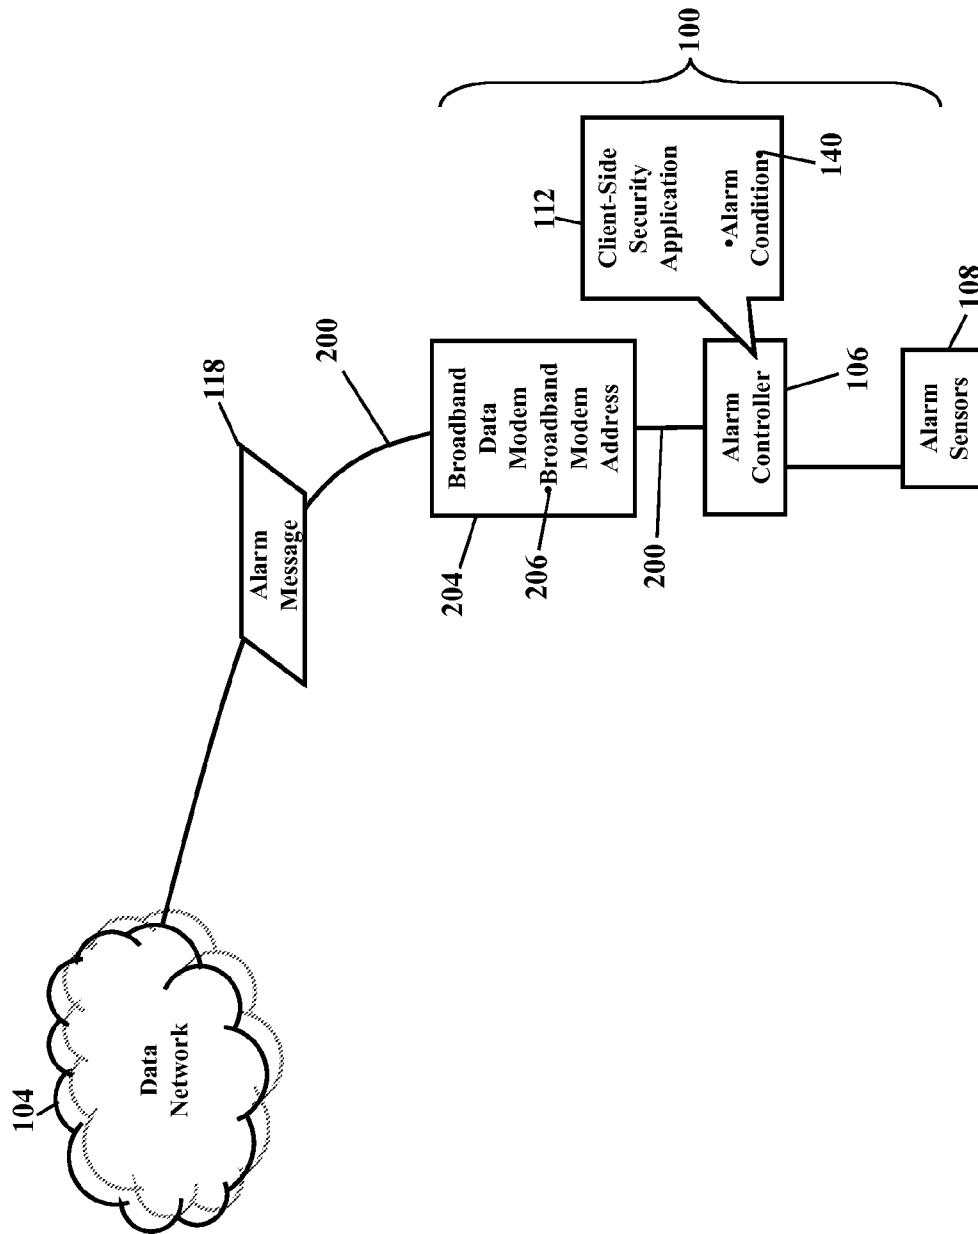 104
Data
Network
Alarm
Message
118
200
Broadband
Data
Modem
•Broadband
Modem
Address
204
206
200
Alarm
Controller
106
112
Client-Side
Security
Application
•Alarm
Condition•
140
100
Alarm
Sensors
108